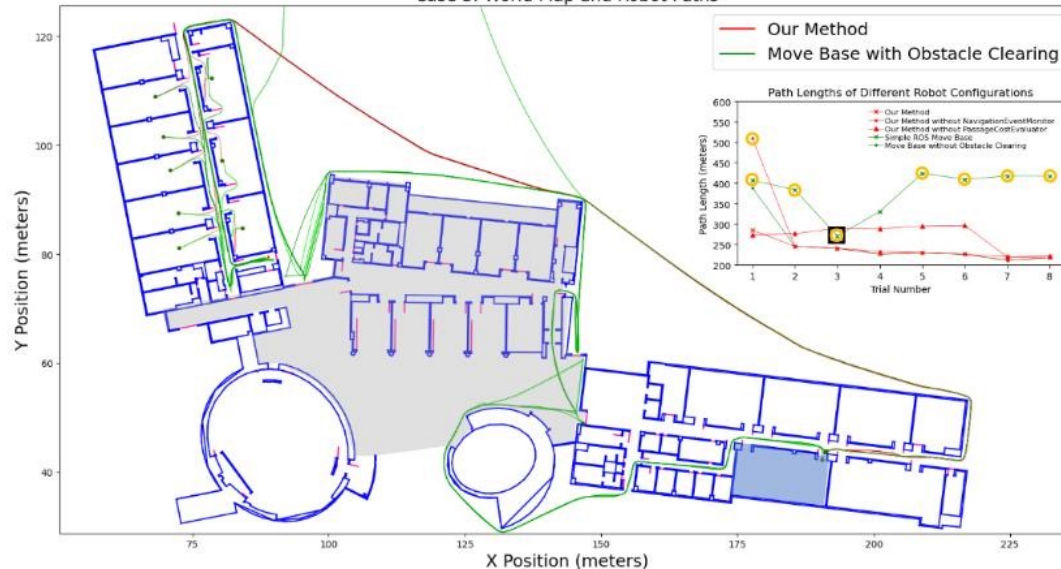 Our Method
Move Base with Obstacle Clearing
Path Lengths of Different Robot Configurations
Our Method
Our Method without NavigationEventMonitor
Our Method without PassageCostEvaluator
Simple ROS Move Base
Move Base without Obstacle Clearing
Path Length (meters)
600
550
500
450
400
350
300
250
200
1 2 3 4 5 6 7 8
Trial Number
Y Position (meters)
120
100
80
60
40
75 100 125 150 175 200 225
X Position (meters)